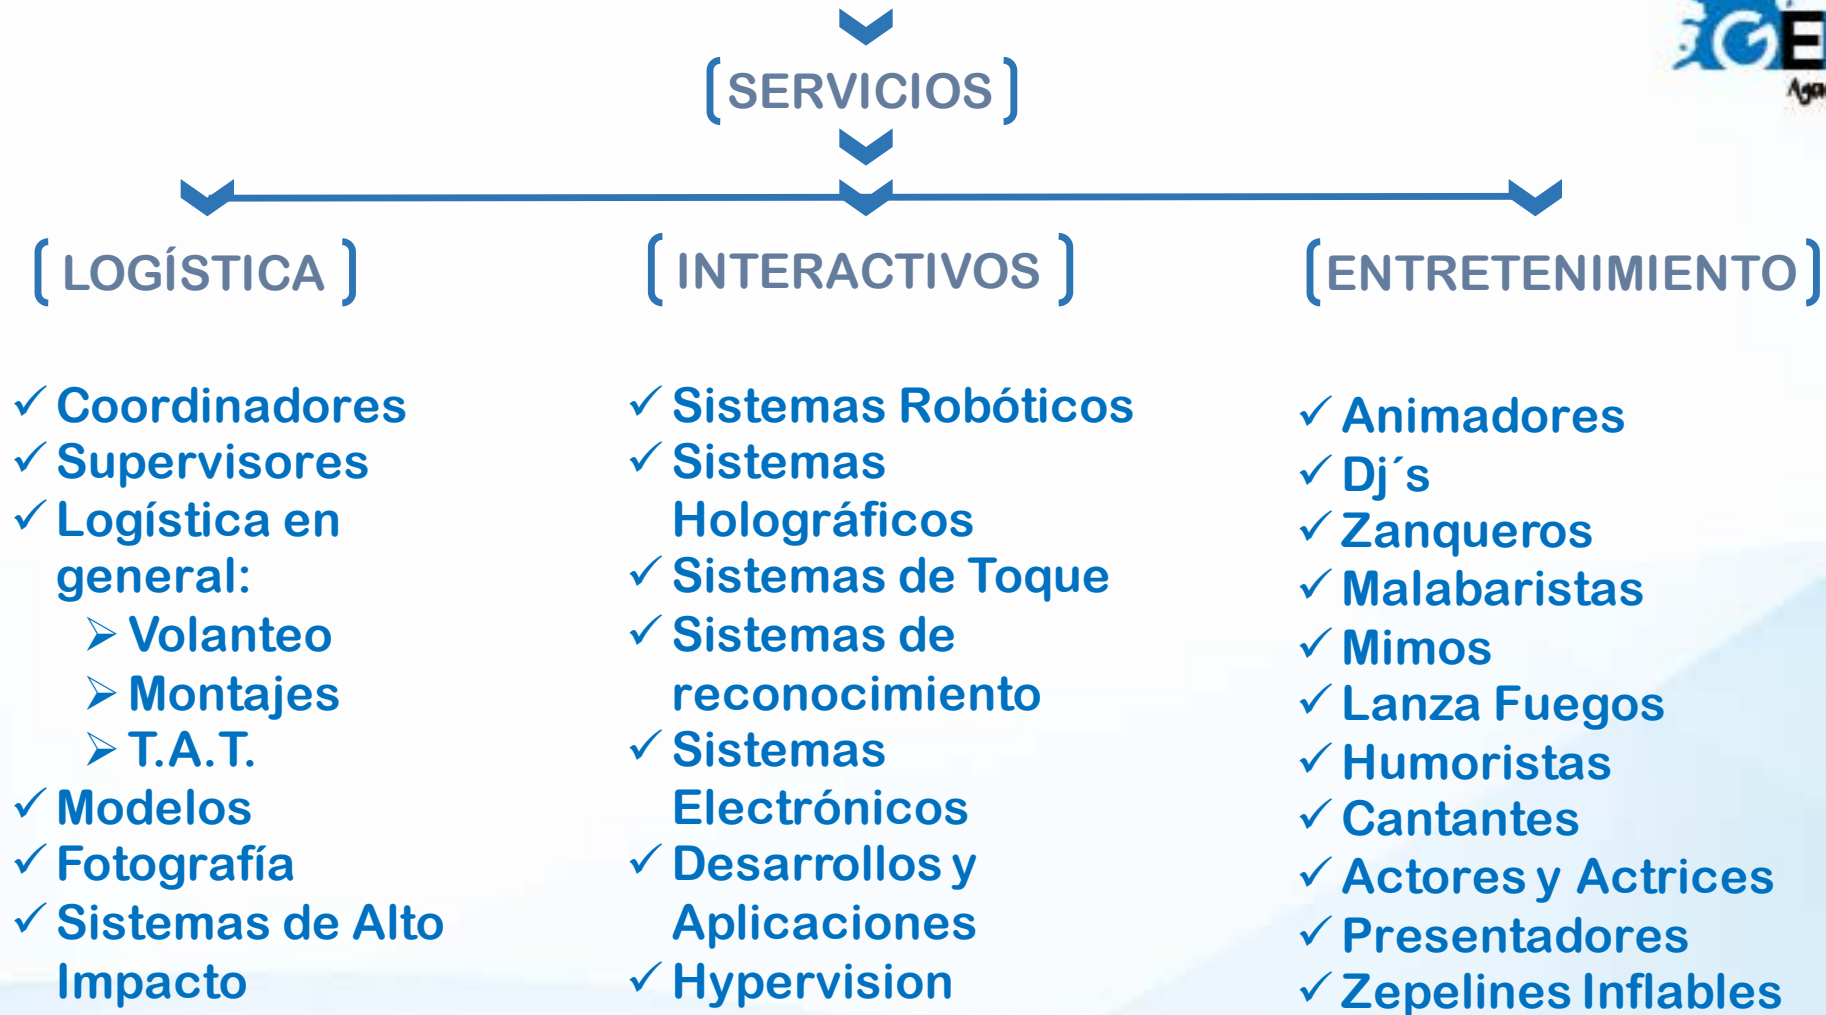 SERVICIOS
LOGÍSTICA
Coordinadores
Supervisores
Logística en
general:
Volanteo
Montajes
T.A.T.
Modelos
Fotografía
Sistemas de Alto
Impacto
INTERACTIVOS
Sistemas Robóticos
Sistemas
Holográficos
Sistemas de Toque
Sistemas de
reconocimiento
Sistemas
Electrónicos
Desarrollos y
Aplicaciones
Hypervision
ENTRETENIMIENTO
Animadores
Dj´s
Zanqueros
Malabaristas
Mimos
Lanza Fuegos
Humoristas
Cantantes
Actores y Actrices
Presentadores
Zepelines Inflables